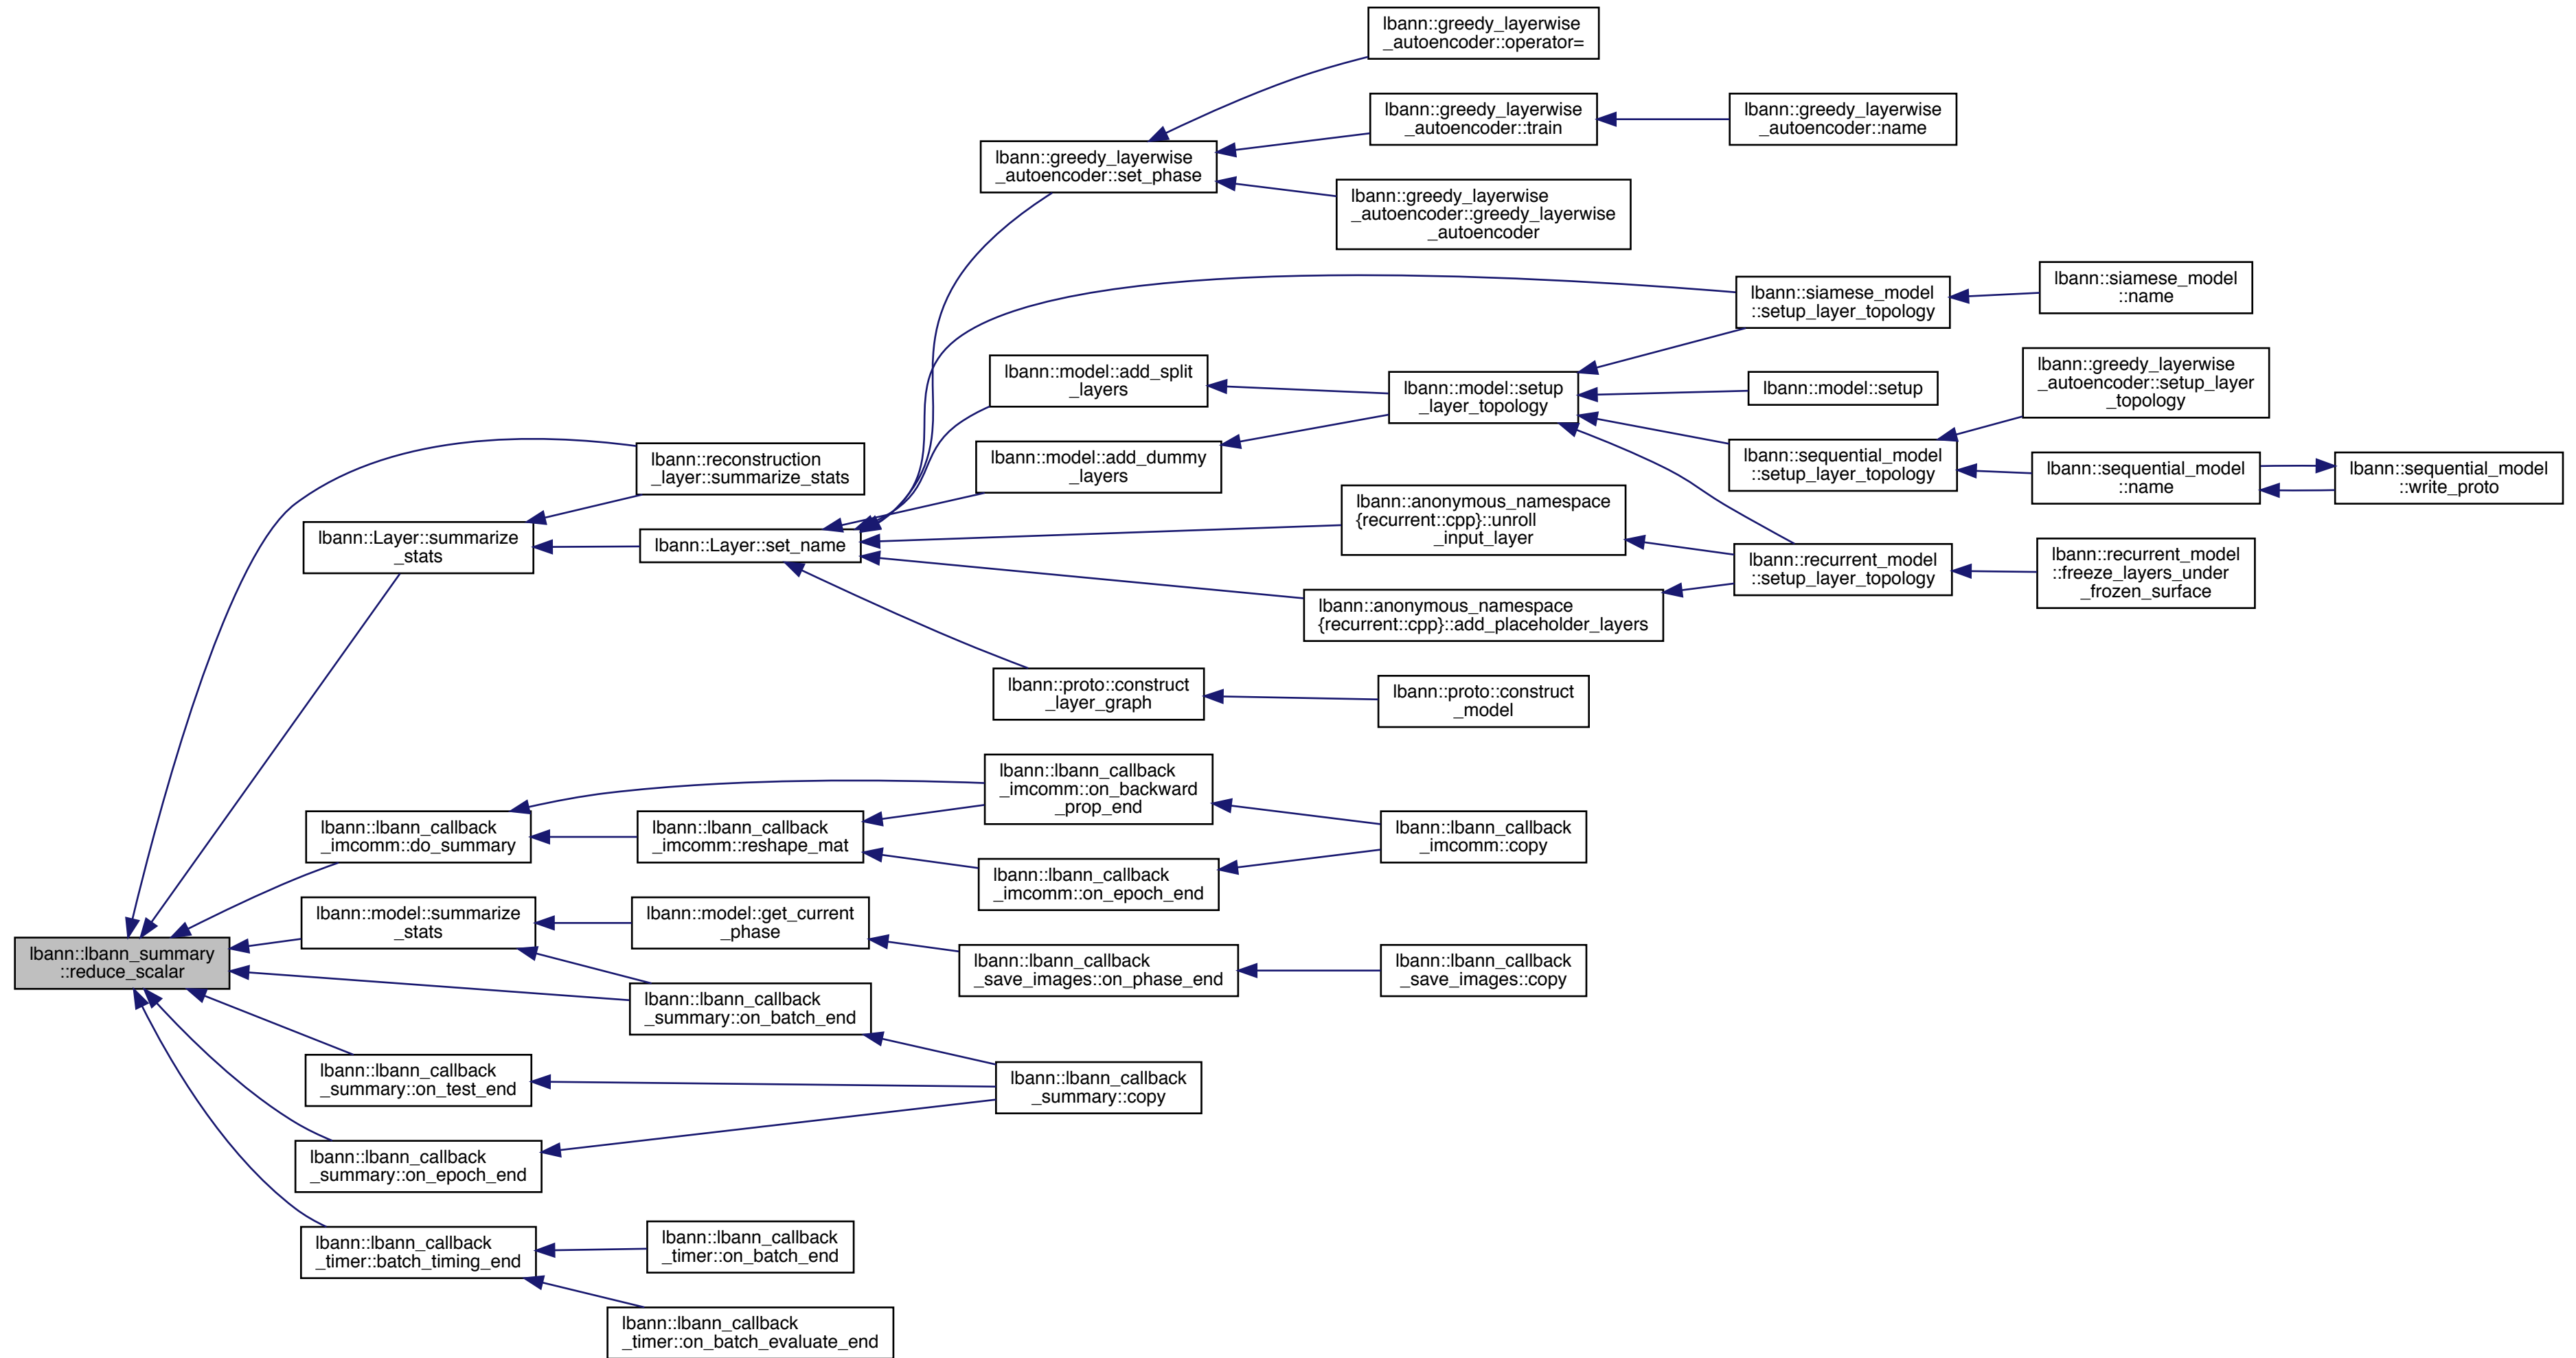 lbann::greedy_layerwise
_autoencoder::operator=
lbann::greedy_layerwise
_autoencoder::train
lbann::greedy_layerwise
_autoencoder::name
lbann::greedy_layerwise
_autoencoder::set_phase
lbann::greedy_layerwise
_autoencoder::greedy_layerwise
_autoencoder
lbann::siamese_model
::setup_layer_topology
lbann::siamese_model
::name
lbann::model::add_split
_layers
lbann::model::setup
_layer_topology
lbann::model::setup
lbann::greedy_layerwise
_autoencoder::setup_layer
_topology
lbann::reconstruction
_layer::summarize_stats
lbann::model::add_dummy
_layers
lbann::sequential_model
::setup_layer_topology
lbann::sequential_model
::name
lbann::sequential_model
::write_proto
lbann::Layer::summarize
_stats
lbann::Layer::set_name
lbann::anonymous_namespace
{recurrent::cpp}::unroll
_input_layer
lbann::recurrent_model
::setup_layer_topology
lbann::recurrent_model
::freeze_layers_under
_frozen_surface
lbann::anonymous_namespace
{recurrent::cpp}::add_placeholder_layers
lbann::proto::construct
_layer_graph
lbann::proto::construct
_model
lbann::lbann_callback
_imcomm::on_backward
_prop_end
lbann::lbann_callback
_imcomm::do_summary
lbann::lbann_callback
_imcomm::reshape_mat
lbann::lbann_callback
_imcomm::copy
lbann::lbann_callback
_imcomm::on_epoch_end
lbann::model::summarize
_stats
lbann::model::get_current
_phase
lbann::lbann_summary
::reduce_scalar
lbann::lbann_callback
_save_images::on_phase_end
lbann::lbann_callback
_save_images::copy
lbann::lbann_callback
_summary::on_batch_end
lbann::lbann_callback
_summary::on_test_end
lbann::lbann_callback
_summary::copy
lbann::lbann_callback
_summary::on_epoch_end
lbann::lbann_callback
_timer::batch_timing_end
lbann::lbann_callback
_timer::on_batch_end
lbann::lbann_callback
_timer::on_batch_evaluate_end